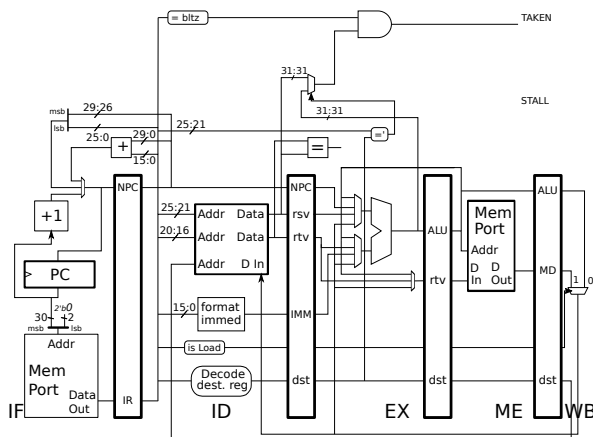 = bltz
TAKEN
31:31
STALL
msb
29:26
lsb
25:0
25:21
31:31
='
+
29:0
15:0
=
NPC
NPC
ALU
+1
25:21
Addr
Data
rsv
20:16
Addr
Data
rtv
Addr
D In
ALU
Mem
Port
Addr
D
In
D
Out
MD
1
0
PC
rtv
15:0
format
immed
IMM
2'b0
30
2
msb
lsb
Addr
Mem
Port
Data
Out
is Load
Decode
dest. reg
dst
dst
dst
IR
IF
ID
EX
ME
WB